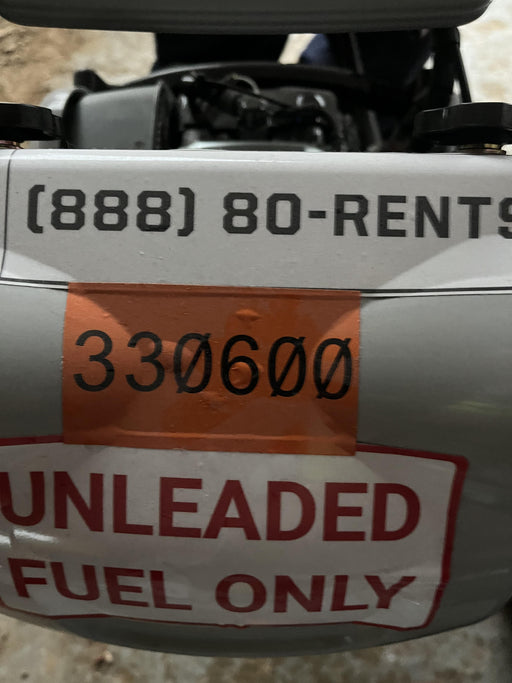 (888) 80-RENTS
330600
UNLEADED
FUEL ONLY